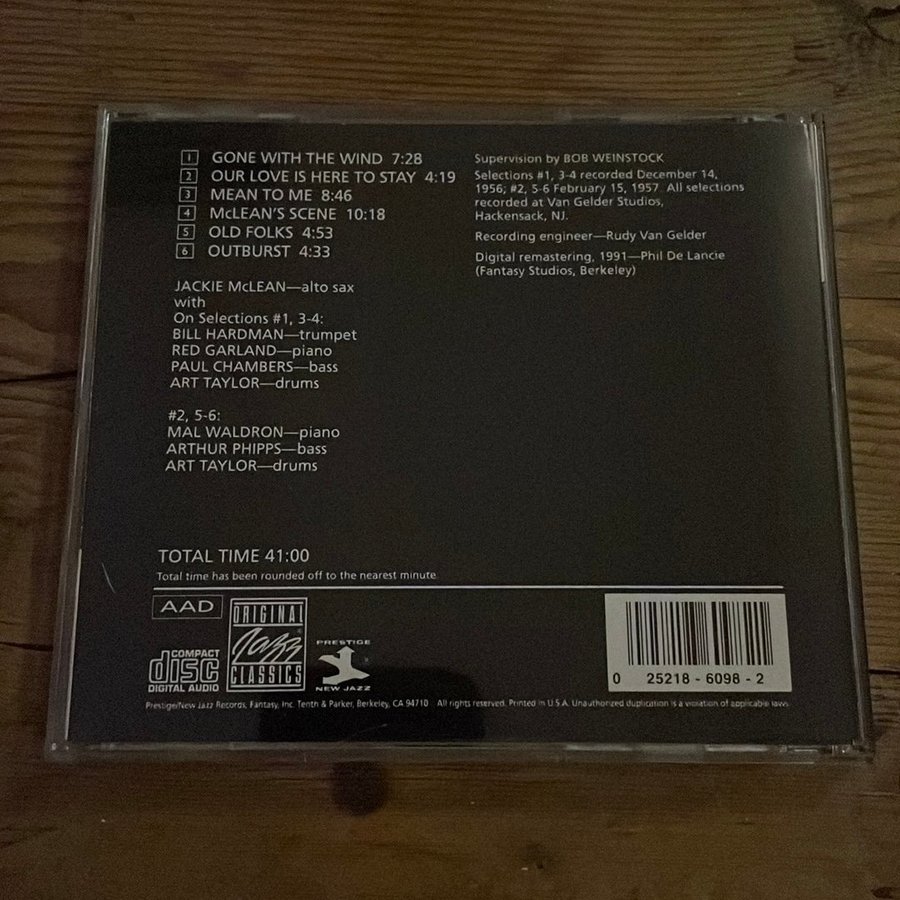 1 GONE WITH THE WIND 7:28
2 OUR LOVE IS HERE TO STAY 4:19
3 MEAN TO ME 8:46
4 McLEAN'S SCENE 10:18
5 OLD FOLKS 4:53
6 OUTBURST 4:33
JACKIE McLEAN—alto sax
with
On Selections #1, 3-4:
BILL HARDMAN—trumpet
RED GARLAND—piano
PAUL CHAMBERS—bass
ART TAYLOR—drums
#2, 5-6:
MAL WALDRON—piano
ARTHUR PHIPPS—bass
ART TAYLOR—drums
Supervision by BOB WEINSTOCK
Selections #1, 3-4 recorded December 14,
1956; #2, 5-6 February 15, 1957. All selections
recorded at Van Gelder Studios,
Hackensack, NJ.
Recording engineer—Rudy Van Gelder
Digital remastering, 1991—Phil De Lancie
(Fantasy Studios, Berkeley)
TOTAL TIME 41:00
Total time has been rounded off to the nearest minute
AAD
COMPACT
disc
DIGITAL AUDIO
ORIGINAL
Jazz
CLASSICS
PRESTIGE
NEW JAZZ
0 25218 - 6098 - 2
Prestige/New Jazz Records, Fantasy, Inc. Tenth & Parker, Berkeley, CA 94710 All rights reserved. Printed in U.S.A. Unauthorized duplication is a violation of applicable laws.